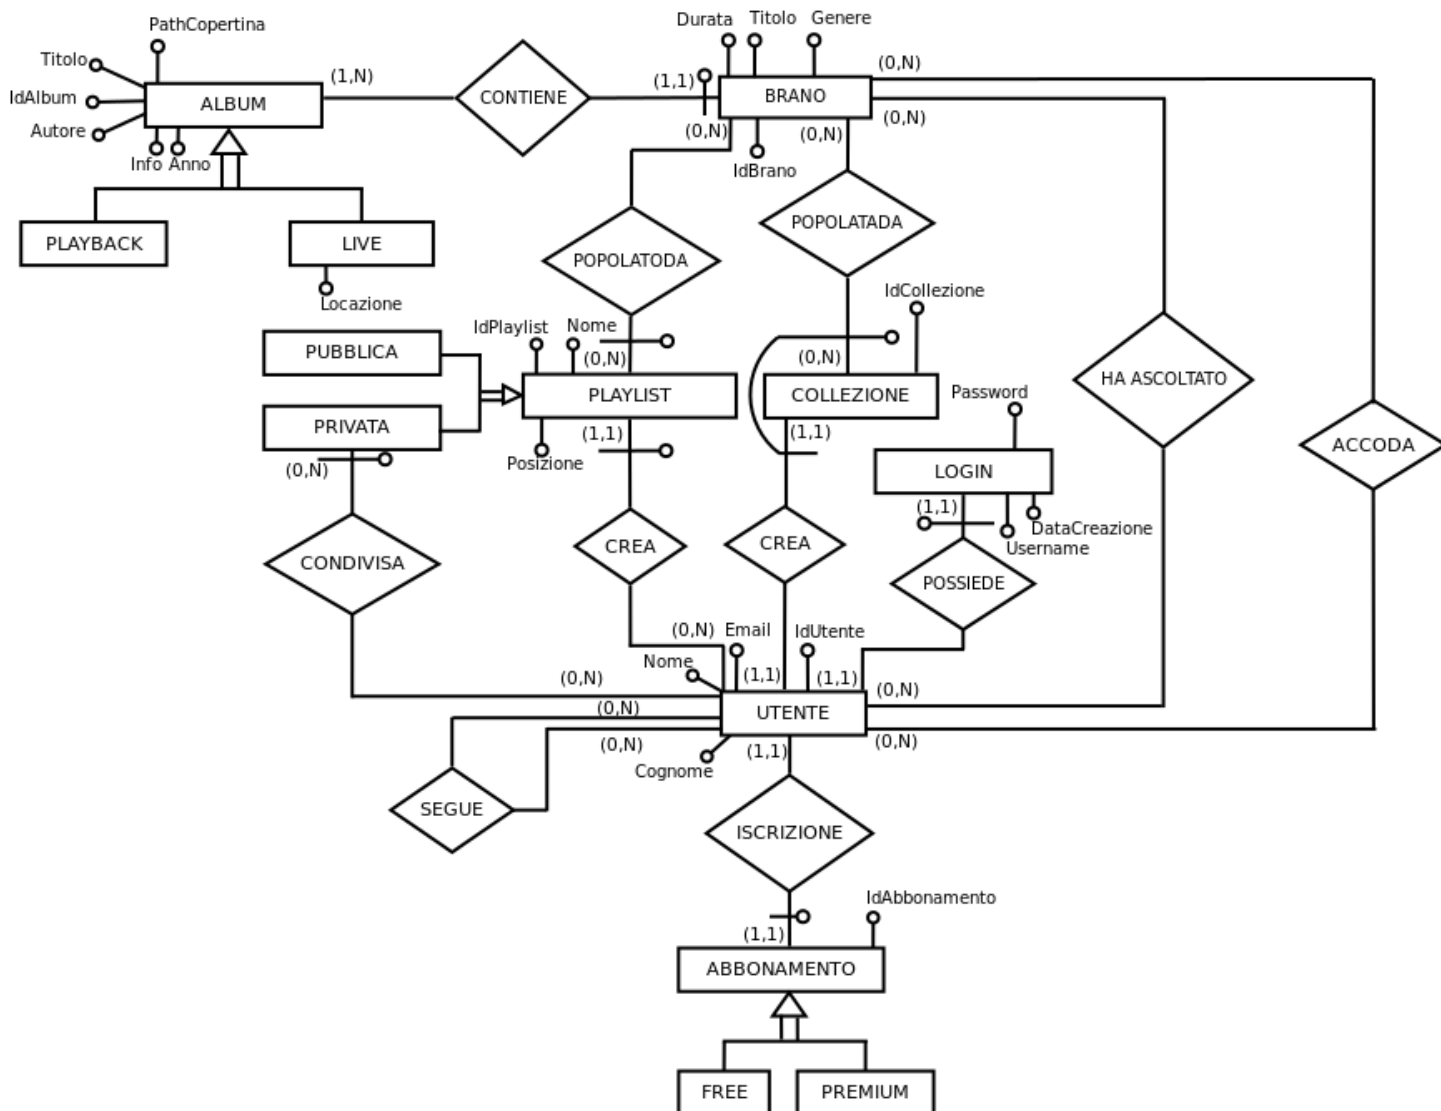 Durata Titolo Genere
PathCopertina
Titolo
(1,N)
(1,1)
(0,N)
IdAlbum
ALBUM
CONTIENE
BRANO
Autore
(0,N)
(0,N)
(0,N)
Info Anno
IdBrano
PLAYBACK
LIVE
POPOLATODA
POPOLATADA
Locazione
IdCollezione
IdPlaylist
Nome
PUBBLICA
(0,N)
(0,N)
HA ASCOLTATO
PLAYLIST
COLLEZIONE
Password
PRIVATA
(1,1)
(1,1)
ACCODA
(0,N)
Posizione
LOGIN
(1,1)
DataCreazione
Username
CONDIVISA
CREA
CREA
POSSIEDE
(0,N)
Email
IdUtente
Nome
(0,N)
(1,1)
(1,1)
(0,N)
(0,N)
UTENTE
(0,N)
(1,1)
(0,N)
Cognome
SEGUE
ISCRIZIONE
IdAbbonamento
(1,1)
ABBONAMENTO
FREE
PREMIUM